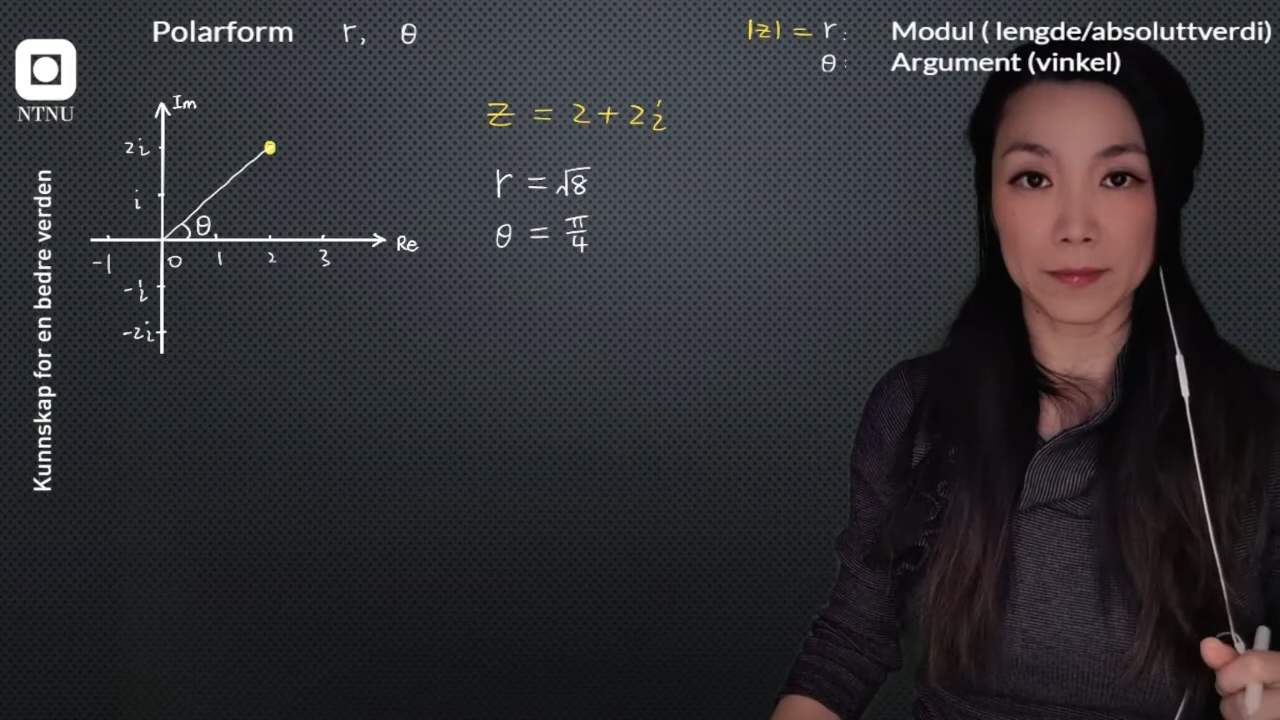 Polarform r, θ
|z| = r: Modul ( lengde/absoluttverdi)
θ: Argument (vinkel)
NTNU
Kunnskap for en bedre verden
Im
2i
i
θ
Re
-1 0 1 2 3
-i
-2i
z = 2 + 2i
r = √8
θ = π/4